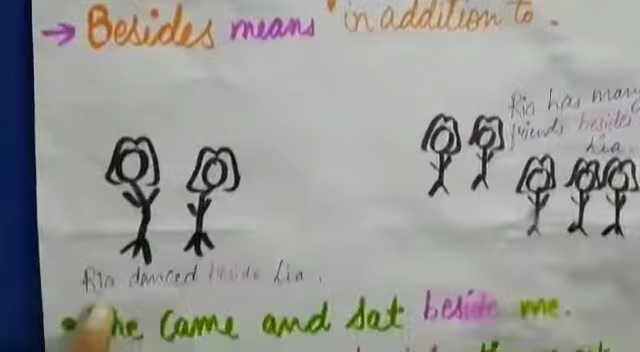 → Besides means "in addition to.
Ria has many
friends besides
Lia.
Ria danced beside Lia.
he came and sat beside me.